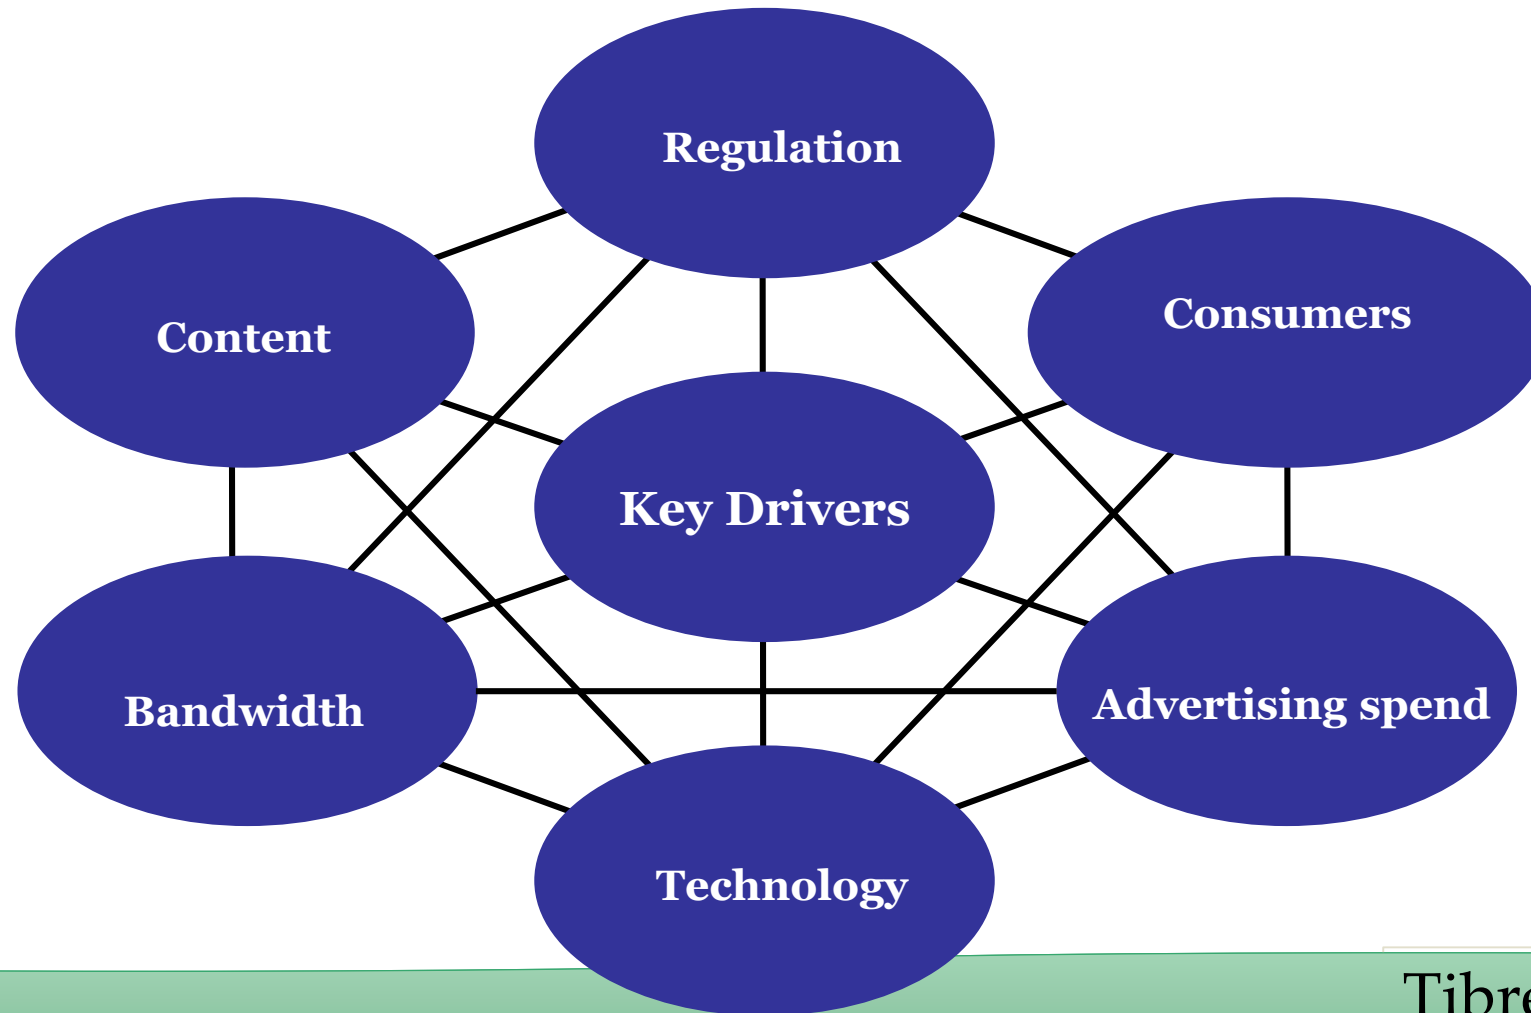 Regulation
Consumers
Content
Key Drivers
Advertising spend
Bandwidth
Technology